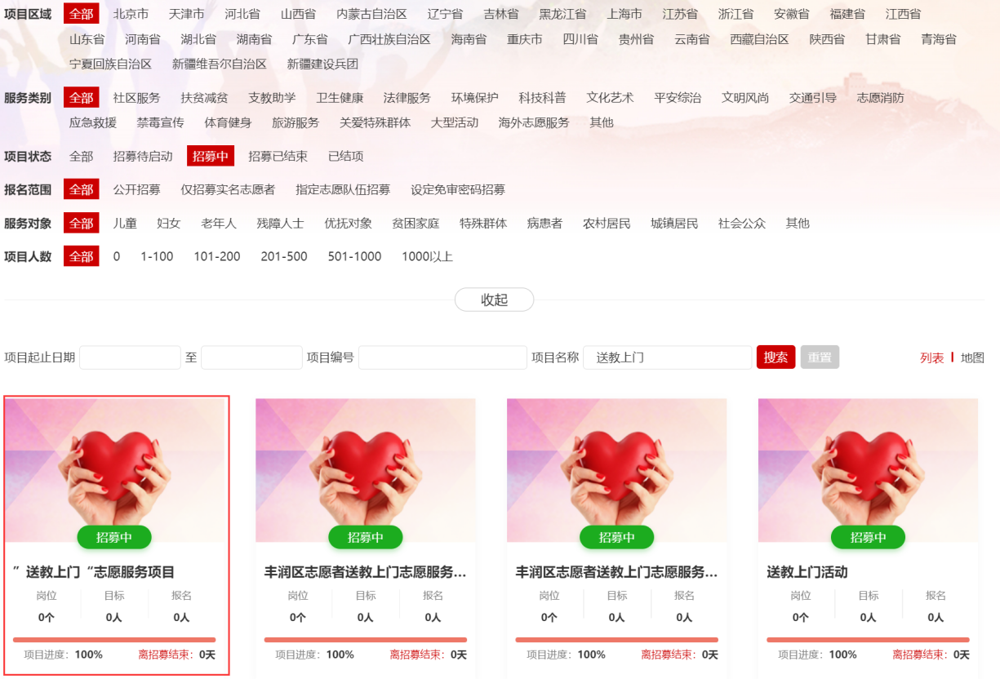 项目区域 全部 北京市 天津市 河北省 山西省 内蒙古自治区 辽宁省 吉林省 黑龙江省 上海市 江苏省 浙江省 安徽省 福建省 江西省
山东省 河南省 湖北省 湖南省 广东省 广西壮族自治区 海南省 重庆市 四川省 贵州省 云南省 西藏自治区 陕西省 甘肃省 青海省
宁夏回族自治区 新疆维吾尔自治区 新疆建设兵团
服务类别 全部 社区服务 扶贫减贫 支教助学 卫生健康 法律服务 环境保护 科技科普 文化艺术 平安综治 文明风尚 交通引导 志愿消防
应急救援 禁毒宣传 体育健身 旅游服务 关爱特殊群体 大型活动 海外志愿服务 其他
项目状态 全部 招募待启动 招募中 招募已结束 已结项
报名范围 全部 公开招募 仅招募实名志愿者 指定志愿队伍招募 设定免审密码招募
服务对象 全部 儿童 妇女 老年人 残障人士 优抚对象 贫困家庭 特殊群体 病患者 农村居民 城镇居民 社会公众 其他
项目人数 全部 0 1-100 101-200 201-500 501-1000 1000以上
收起
项目起止日期 至 项目编号 项目名称 送教上门 搜索 重置 列表 地图
招募中 招募中 招募中 招募中
”送教上门“志愿服务项目 丰润区志愿者送教上门志愿服务... 丰润区志愿者送教上门志愿服务... 送教上门活动
岗位 目标 报名 岗位 目标 报名 岗位 目标 报名 岗位 目标 报名
0个 0人 0人 0个 0人 0人 0个 0人 0人 0个 0人 0人
项目进度：100% 离招募结束：0天 项目进度：100% 离招募结束：0天 项目进度：100% 离招募结束：0天 项目进度：100% 离招募结束：0天